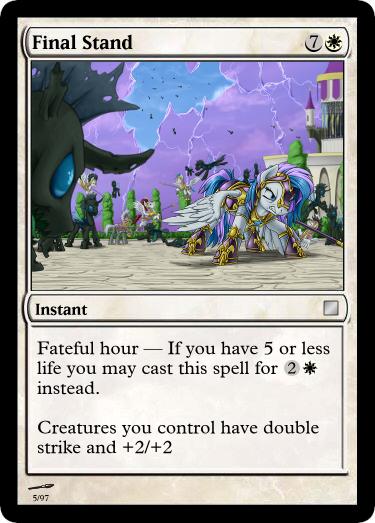 Final Stand 7
Instant
Fateful hour — If you have 5 or less
life you may cast this spell for 2
instead.
Creatures you control have double
strike and +2/+2
5/97